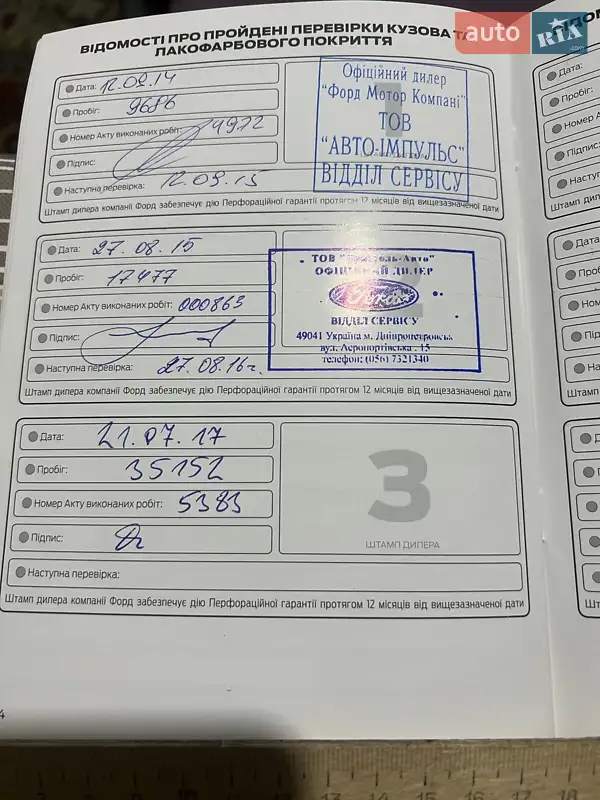 ВІДОМОСТІ ПРО ПРОЙДЕНІ ПЕРЕВІРКИ КУЗОВА ТА
ЛАКОФАРБОВОГО ПОКРИТТЯ
auto RIA .com
Дата: 12.09.14
Пробіг: 9686
Номер Акту виконаних робіт: 14972
Підпис:
Наступна перевірка: 12.09.15
Офіційний дилер
"Форд Мотор Компані"
ТОВ
"АВТО-ІМПУЛЬС"
ВІДДІЛ СЕРВІСУ
Штамп дилера компанії Форд забезпечує дію Перфораційної гарантії протягом 12 місяців від вищезазначеної дати
Дата: 27.08.15
Пробіг: 17477
Номер Акту виконаних робіт: 000863
Підпис:
Наступна перевірка: 27.08.16г.
ТОВ
ОФІЦІЙНИЙ ДИЛЕР
ВІДДІЛ СЕРВІСУ
49041 Україна м. Дніпропетровськ
вул. Аеропортівська . 15
телефон: (056) 7321340
Штамп дилера компанії Форд забезпечує дію Перфораційної гарантії протягом 12 місяців від вищезазначеної дати
Дата: 21.07.17
Пробіг: 35152
Номер Акту виконаних робіт: 5383
Підпис:
Наступна перевірка:
3
ШТАМП ДИЛЕРА
Штамп дилера компанії Форд забезпечує дію Перфораційної гарантії протягом 12 місяців від вищезазначеної дати
4
Дата:
Пробіг:
Номер А
Підпис:
Наступ
Дата:
Пробі